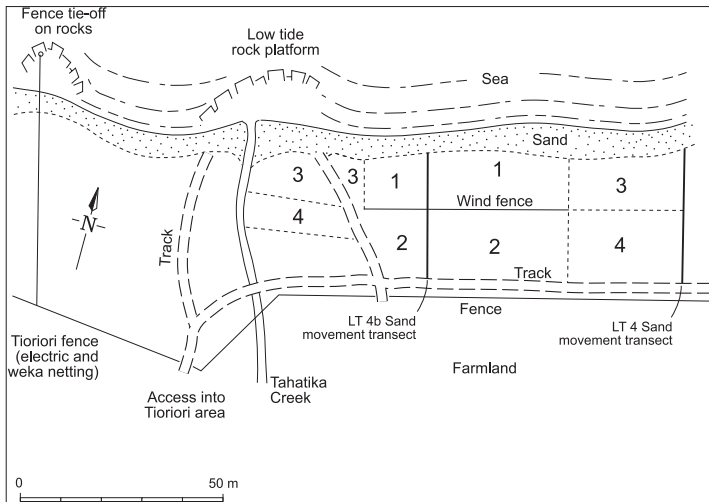 Fence tie-off
on rocks
Low tide
rock platform
Sea
Sand
3
3
1
1
3
Wind fence
4
2
2
4
N
Track
Track
Fence
LT 4b Sand
movement transect
LT 4 Sand
movement transect
Tioriori fence
(electric and
weka netting)
Access into
Tioriori area
Tahatika
Creek
Farmland
0
50 m